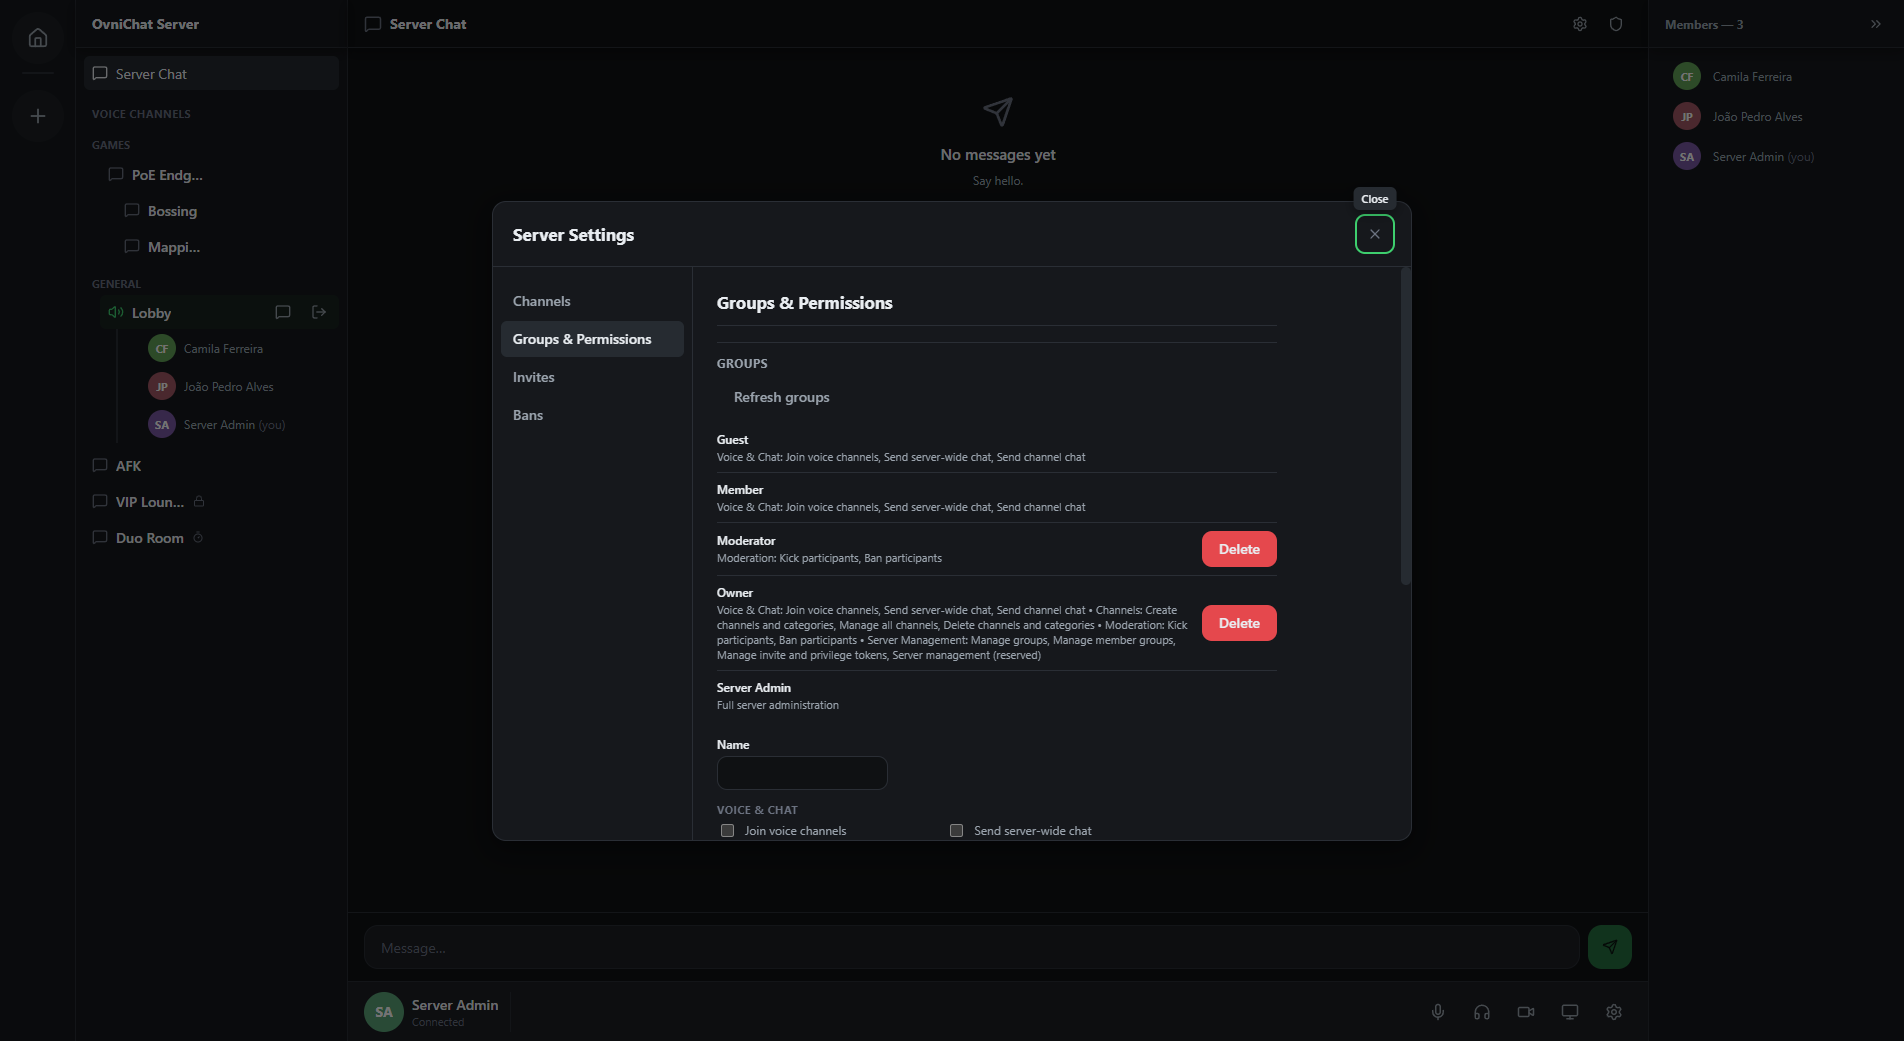 OvniChat Server
Server Chat
VOICE CHANNELS
GAMES
PoE Endg...
Bossing
Mappi...
GENERAL
Lobby
CF Camila Ferreira
JP João Pedro Alves
SA Server Admin (you)
AFK
VIP Loun...
Duo Room
Server Chat
No messages yet
Say hello.
Members — 3
CF Camila Ferreira
JP João Pedro Alves
SA Server Admin (you)
Close
Server Settings
Channels
Groups & Permissions
Invites
Bans
Groups & Permissions
GROUPS
Refresh groups
Guest
Voice & Chat: Join voice channels, Send server-wide chat, Send channel chat
Member
Voice & Chat: Join voice channels, Send server-wide chat, Send channel chat
Moderator
Moderation: Kick participants, Ban participants
Delete
Owner
Voice & Chat: Join voice channels, Send server-wide chat, Send channel chat • Channels: Create
channels and categories, Manage all channels, Delete channels and categories • Moderation: Kick
participants, Ban participants • Server Management: Manage groups, Manage member groups,
Manage invite and privilege tokens, Server management (reserved)
Delete
Server Admin
Full server administration
Name
VOICE & CHAT
Join voice channels
Send server-wide chat
Message...
SA Server Admin
Connected